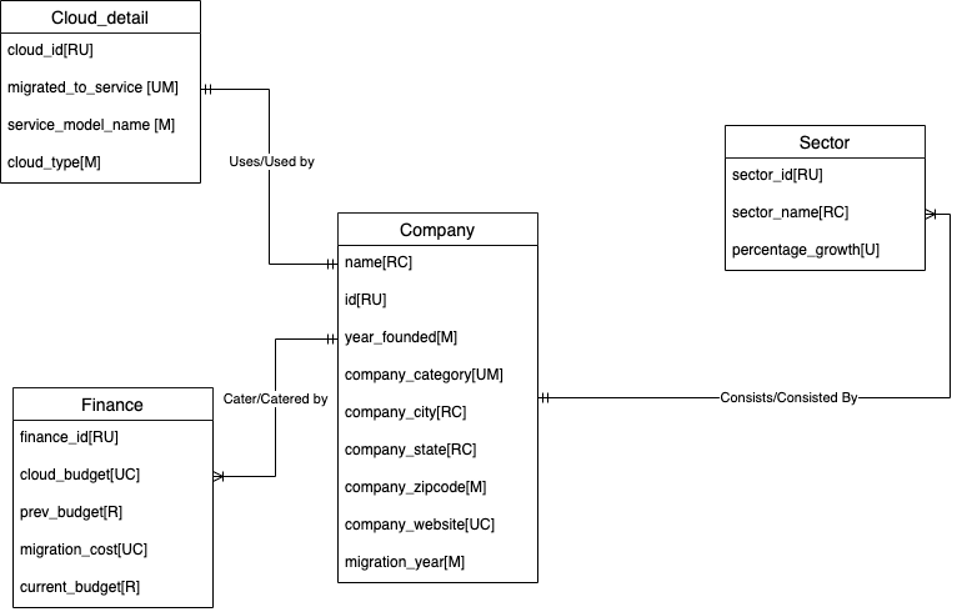 Cloud_detail
cloud_id[RU]
migrated_to_service [UM]
service_model_name [M]
cloud_type[M]
Uses/Used by
Sector
sector_id[RU]
sector_name[RC]
percentage_growth[U]
Company
name[RC]
id[RU]
year_founded[M]
company_category[UM]
company_city[RC]
company_state[RC]
company_zipcode[M]
company_website[UC]
migration_year[M]
Cater/Catered by
Consists/Consisted By
Finance
finance_id[RU]
cloud_budget[UC]
prev_budget[R]
migration_cost[UC]
current_budget[R]